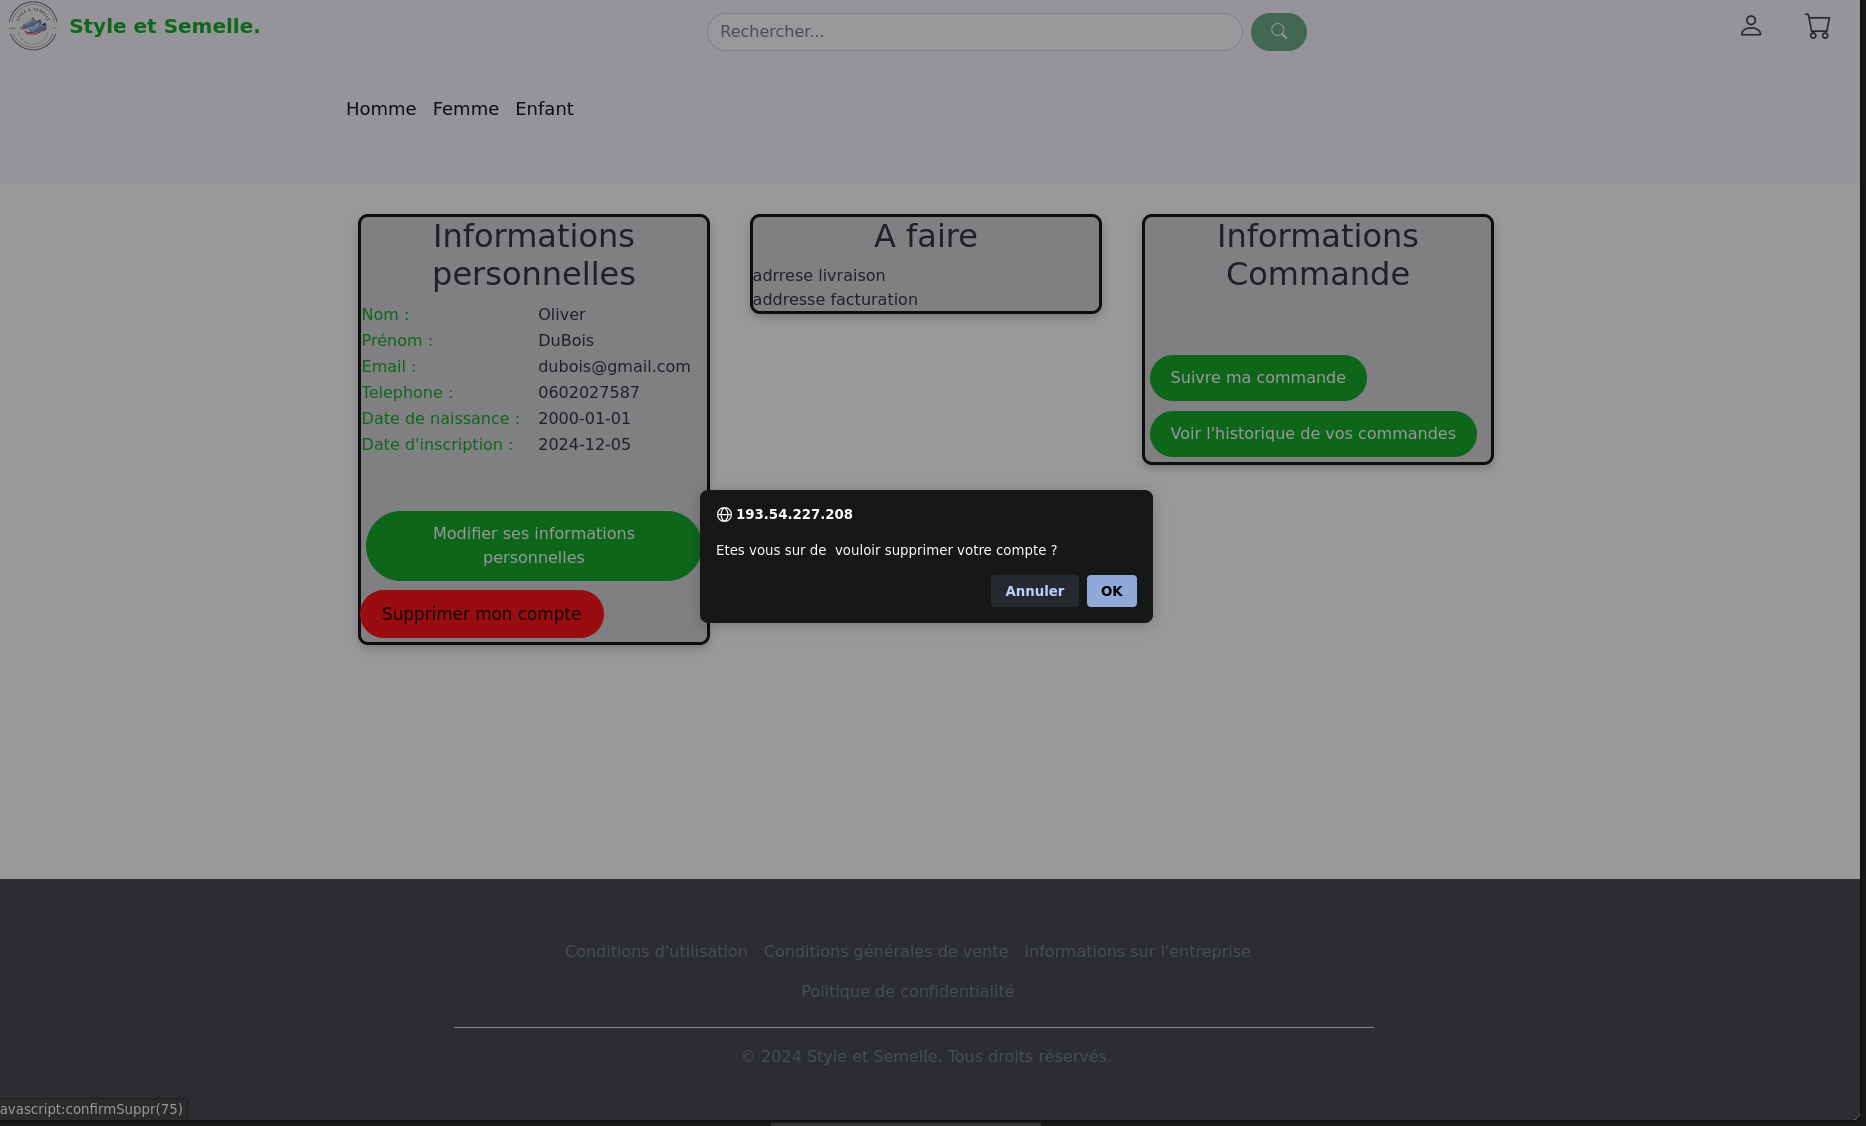 Style et Semelle.
Rechercher...
Homme Femme Enfant
Informations
personnelles
Nom : Oliver
Prénom : DuBois
Email : dubois@gmail.com
Telephone : 0602027587
Date de naissance : 2000-01-01
Date d'inscription : 2024-12-05
Modifier ses informations
personnelles
Supprimer mon compte
A faire
adrrese livraison
addresse facturation
Informations
Commande
Suivre ma commande
Voir l'historique de vos commandes
193.54.227.208
Etes vous sur de  vouloir supprimer votre compte ?
Annuler OK
Conditions d'utilisation Conditions générales de vente Informations sur l'entreprise
Politique de confidentialité
© 2024 Style et Semelle. Tous droits réservés.
avascript:confirmSuppr(75)